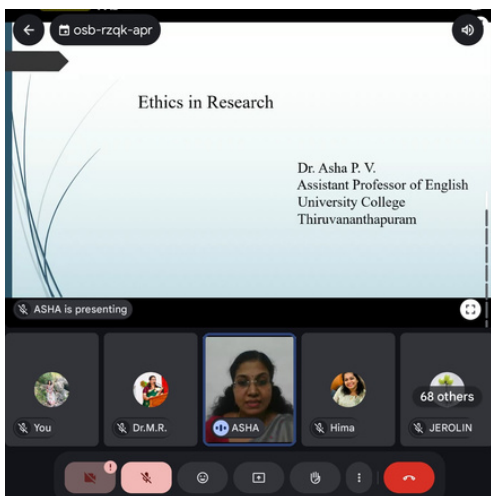 osb-rzqk-apr
Ethics in Research
Dr. Asha P. V.
Assistant Professor of English
University College
Thiruvananthapuram
ASHA is presenting
68 others
You
Dr.M.R.
ASHA
Hima
JEROLIN